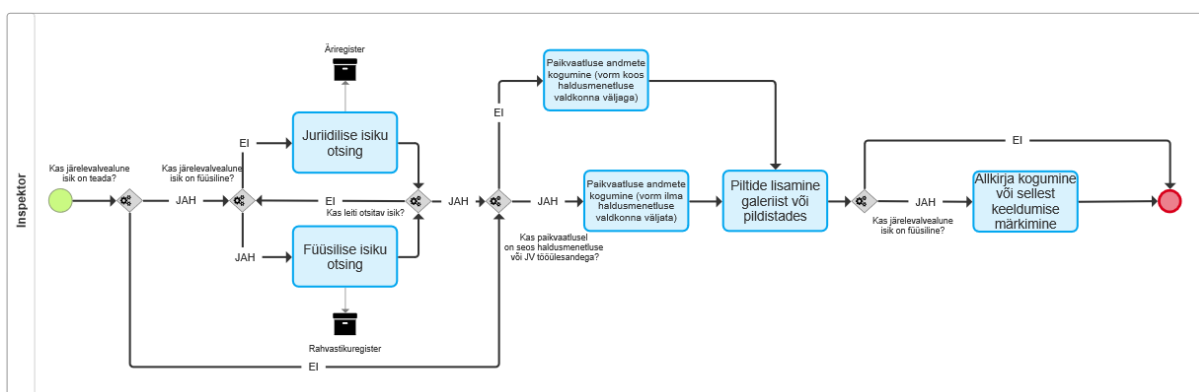 Inspektor
Kas järelevalvealune
isik on teada?
JAH
EI
Kas järelevalvealune
isik on füüsiline?
EI
JAH
Äriregister
Juriidilise isiku
otsing
Füüsilise isiku
otsing
Rahvastikuregister
EI
Kas leiti otsitav isik?
JAH
EI
JAH
Kas paikvaatlusel
on seos haldusmenetluse
või JV tööülesandega?
Paikvaatluse andmete
kogumine (vorm koos
haldusmenetluse
valdkonna väljaga)
Paikvaatluse andmete
kogumine (vorm ilma
haldusmenetluse
valdkonna väljata)
Piltide lisamine
galeriist või
pildistades
EI
JAH
Kas järelevalvealune
isik on füüsiline?
Allkirja kogumine
või sellest
keeldumise
märkimine